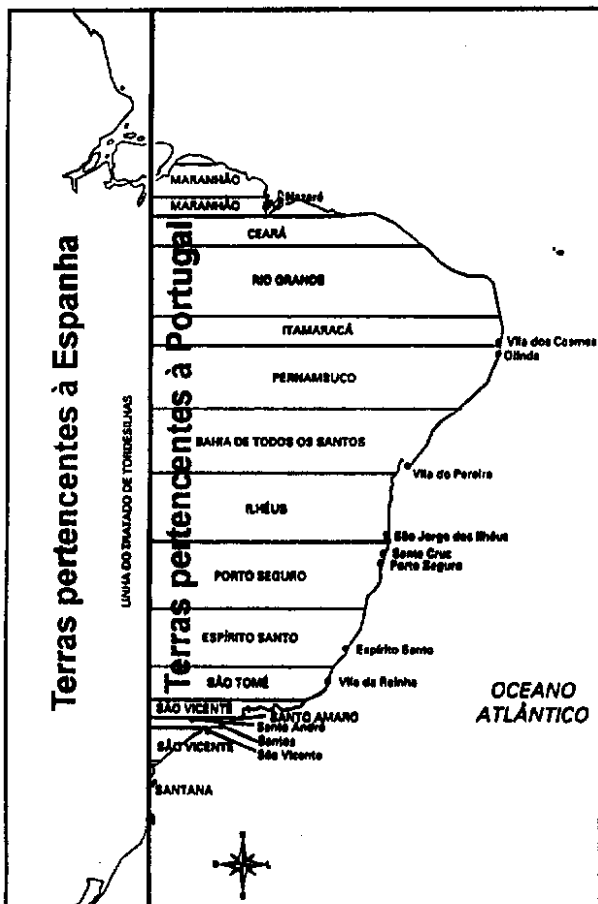 Terras pertencentes à Espanha
LINHA DO TRATADO DE TORDESILHAS
Terras pertencentes à Portugal
MARANHÃO
MARANHÃO
Nazaré
CEARÁ
RIO GRANDE
ITAMARACÁ
Vila dos Cosmes
Olinda
PERNAMBUCO
BAHIA DE TODOS OS SANTOS
Vila do Pereira
ILHÉUS
São Jorge dos Ilhéus
Santa Cruz
Porto Seguro
PORTO SEGURO
ESPÍRITO SANTO
Espírito Santo
SÃO TOMÉ
Vila da Rainha
SÃO VICENTE
SANTO AMARO
Santo André
Santos
São Vicente
SÃO VICENTE
SANTANA
OCEANO
ATLÂNTICO